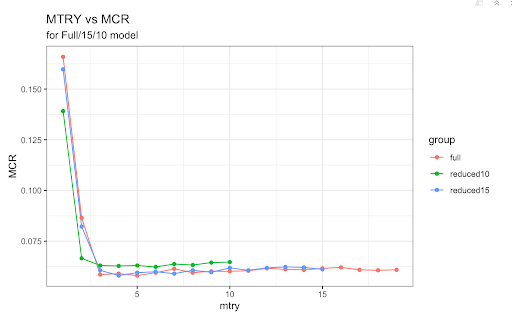 MTRY vs MCR
for Full/15/10 model
0.150
0.125
0.100
0.075
MCR
5
10
15
mtry
group
full
reduced10
reduced15